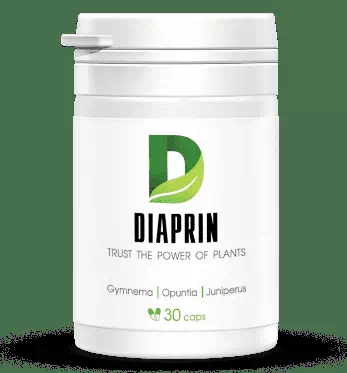 D
DIAPRIN
TRUST THE POWER OF PLANTS
Gymnema | Opuntia | Juniperus
30 caps